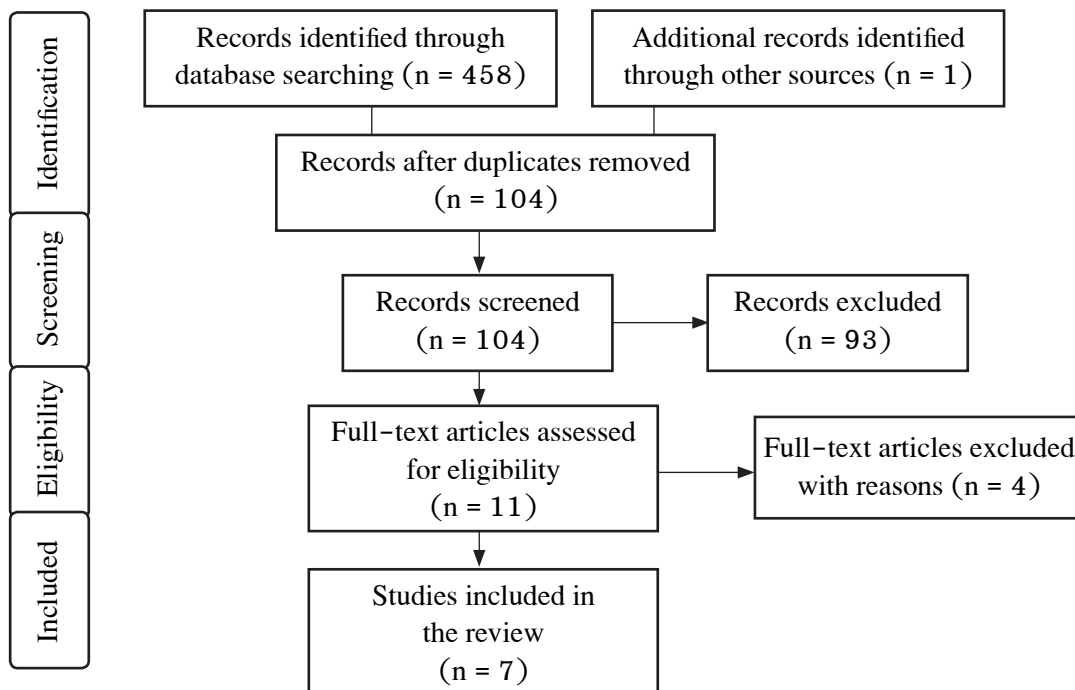 Identification
Records identified through
database searching (n = 458)
Additional records identified
through other sources (n = 1)
Records after duplicates removed
(n = 104)
Screening
Records screened
(n = 104)
Records excluded
(n = 93)
Eligibility
Full-text articles assessed
for eligibility
(n = 11)
Full-text articles excluded
with reasons (n = 4)
Included
Studies included in
the review
(n = 7)